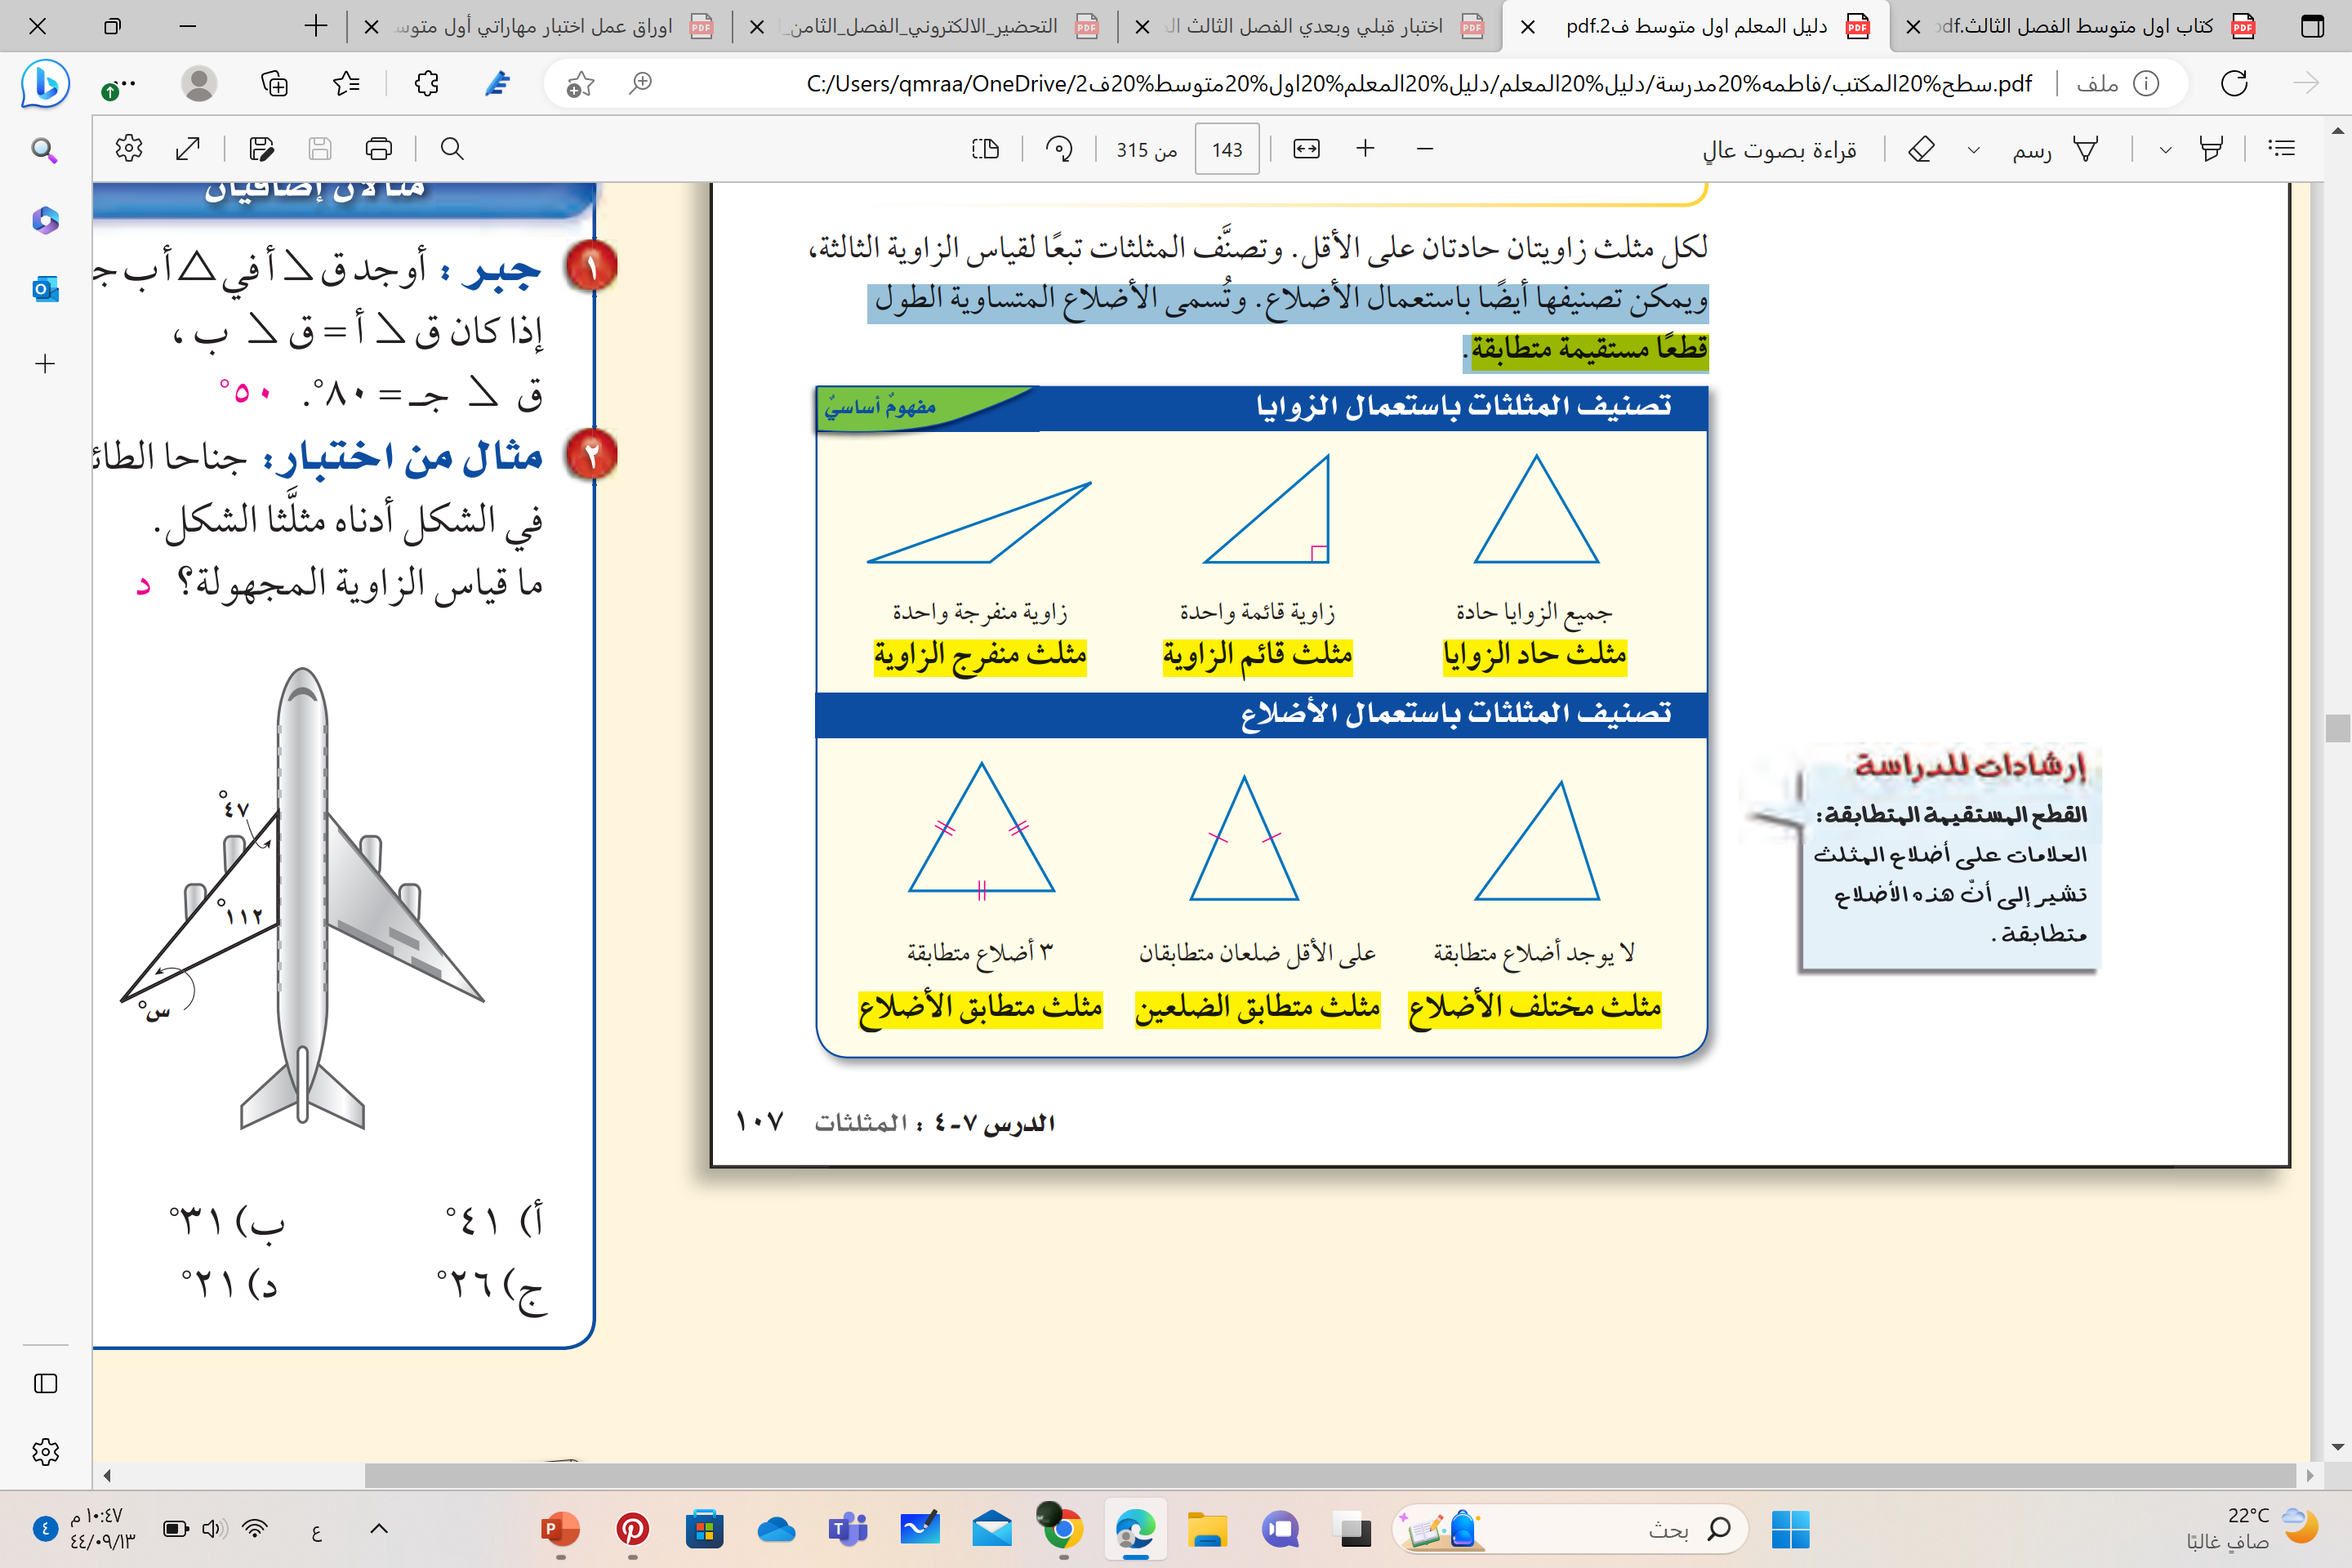 كتاب اول متوسط الفصل الثالث.pdf
دليل المعلم اول متوسط ف2.pdf
اختبار قبلي وبعدي الفصل الثالث
التحضير_الالكتروني_الفصل_الثامن
اوراق عمل اختبار مهاراتي أول متوس
ملف
C:/Users/qmraa/OneDrive/سطح%20المكتب/فاطمه%20مدرسة/دليل%20المعلم/دليل%20المعلم%20اول%20متوسط%20ف2.pdf
رسم
قراءة بصوت عالٍ
143
من 315
لكل مثلث زاويتان حادتان على الأقل. وتصنَّف المثلثات تبعًا لقياس الزاوية الثالثة،
ويمكن تصنيفها أيضًا باستعمال الأضلاع. وتُسمى الأضلاع المتساوية الطول
قطعًا مستقيمة متطابقة.
تصنيف المثلثات باستعمال الزوايا
مفهومٌ أساسيٌ
جميع الزوايا حادة
زاوية قائمة واحدة
زاوية منفرجة واحدة
مثلث حاد الزوايا
مثلث قائم الزاوية
مثلث منفرج الزاوية
تصنيف المثلثات باستعمال الأضلاع
لا يوجد أضلاع متطابقة
على الأقل ضلعان متطابقان
٣ أضلاع متطابقة
مثلث مختلف الأضلاع
مثلث متطابق الضلعين
مثلث متطابق الأضلاع
إرشادات للدراسة
القطع المستقيمة المتطابقة:
العلامات على أضلاع المثلث
تشير إلى أنّ هذه الأضلاع
متطابقة.
الدرس ٧-٤ : المثلثات ١٠٧
مثالان إضافيان
١ جبر : أوجد ق ∠ أ في △ أ ب جـ
إذا كان ق ∠ أ = ق ∠ ب ،
ق ∠ جـ = ٨٠°. ٥٠°
٢ مثال من اختبار: جناحا الطائ
في الشكل أدناه مثلَّثا الشكل.
ما قياس الزاوية المجهولة؟ د
٤٧°
١١٢°
س°
أ) ٤١°
ب) ٣١°
ج) ٢٦°
د) ٢١°
22°C
صافٍ غالبًا
بحث
ع
١٠:٤٧ م
٤٤/٠٩/١٣
٤